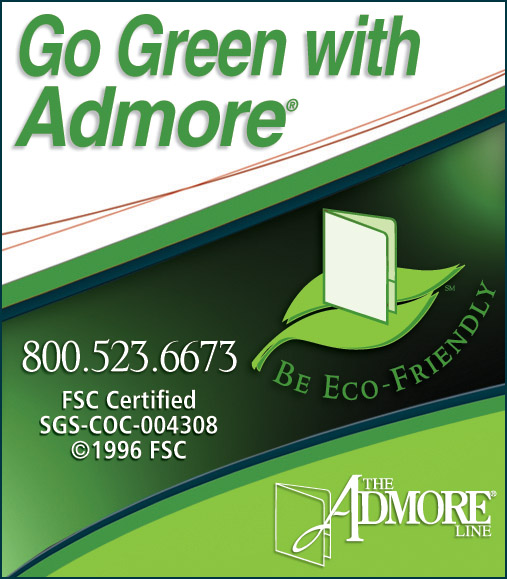 Go Green with
Admore®
SM
BE ECO-FRIENDLY
800.523.6673
FSC Certified
SGS-COC-004308
©1996 FSC
THE
ADMORE®
LINE